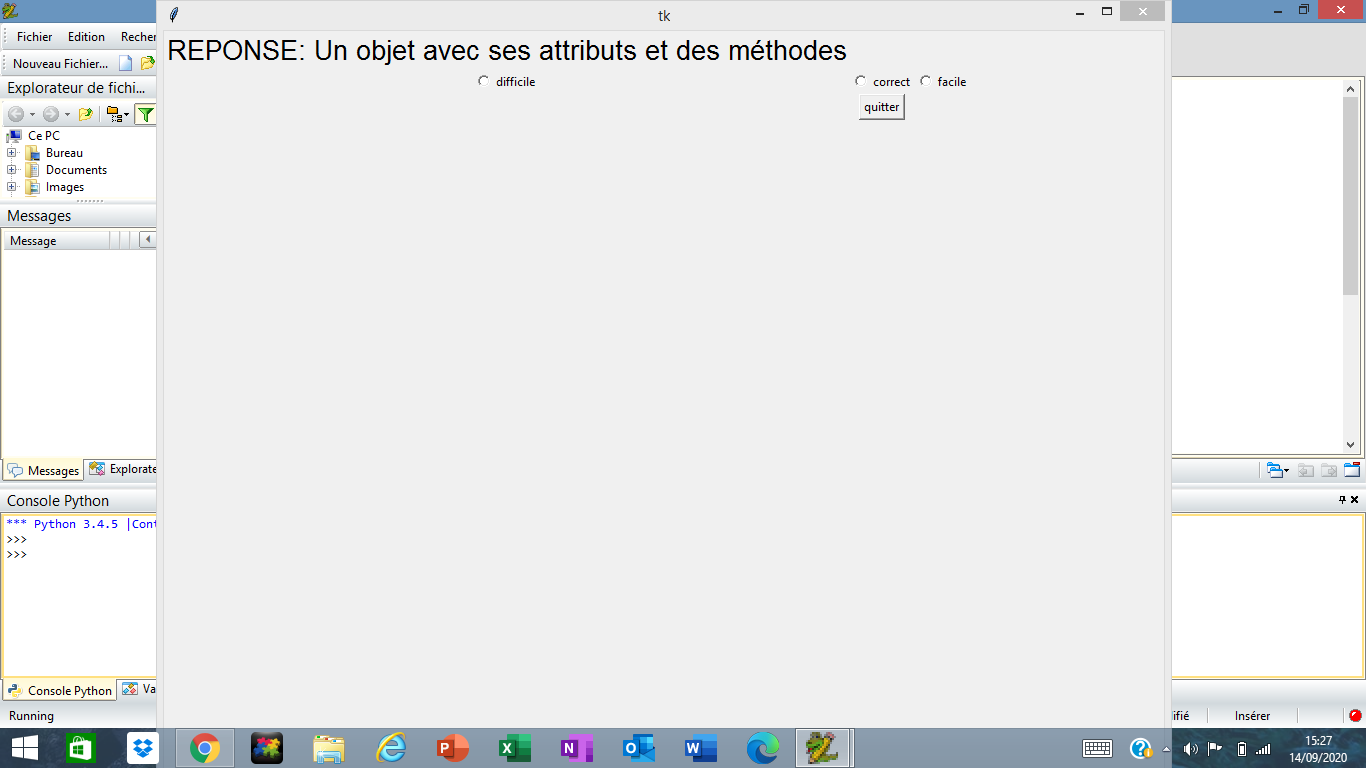 tk
Fichier Edition Recher
Nouveau Fichier...
REPONSE: Un objet avec ses attributs et des méthodes
difficile correct facile
quitter
Explorateur de fichi...
Ce PC
Bureau
Documents
Images
Messages
Message
Messages Explorate
Console Python
*** Python 3.4.5 |Cont
>>>
>>>
Console Python Va
Running ifié Insérer
15:27
14/09/2020